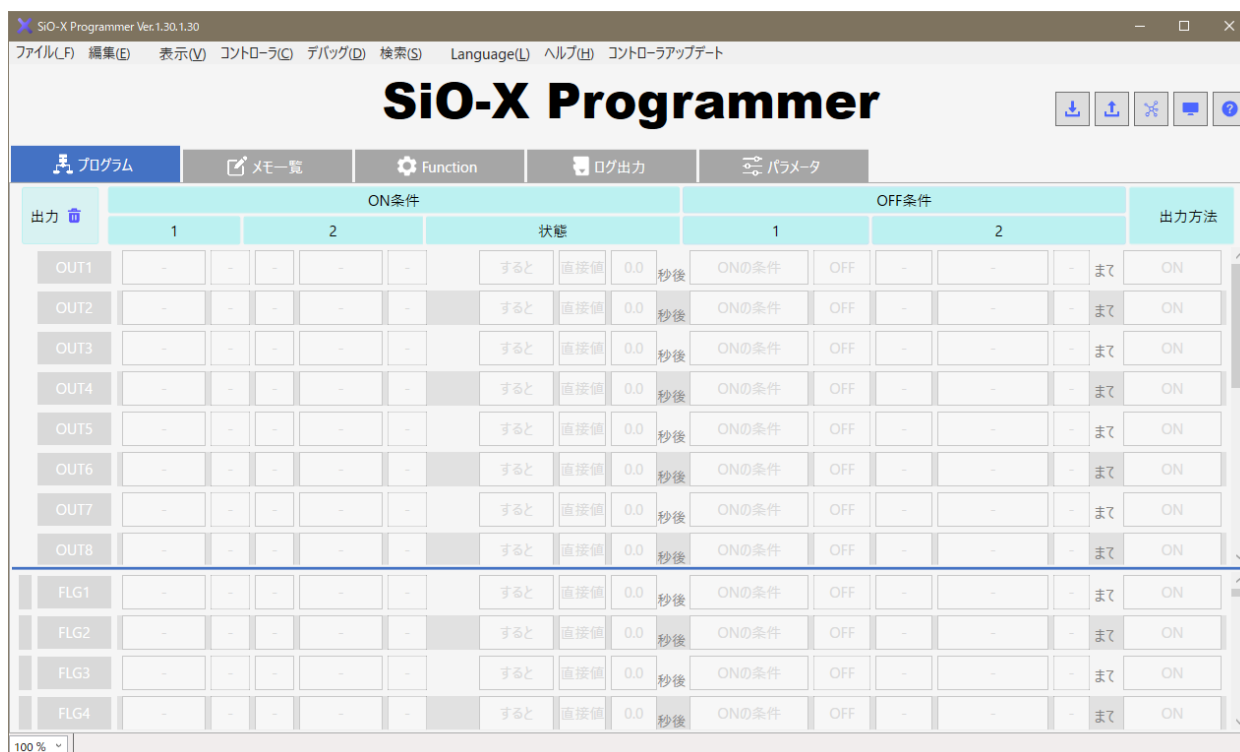 SiO-X Programmer Ver.1.30.1.30
ファイル(_F) 編集(E) 表示(V) コントローラ(C) デバッグ(D) 検索(S) Language(L) ヘルプ(H) コントローラアップデート
SiO-X Programmer
プログラム メモ一覧 Function ログ出力 パラメータ
出力 ON条件 OFF条件 出力方法
1 2 状態 1 2
OUT1 - - - - - すると 直接値 0.0 秒後 ONの条件 OFF - - - まで ON
OUT2 - - - - - すると 直接値 0.0 秒後 ONの条件 OFF - - - まで ON
OUT3 - - - - - すると 直接値 0.0 秒後 ONの条件 OFF - - - まで ON
OUT4 - - - - - すると 直接値 0.0 秒後 ONの条件 OFF - - - まで ON
OUT5 - - - - - すると 直接値 0.0 秒後 ONの条件 OFF - - - まで ON
OUT6 - - - - - すると 直接値 0.0 秒後 ONの条件 OFF - - - まで ON
OUT7 - - - - - すると 直接値 0.0 秒後 ONの条件 OFF - - - まで ON
OUT8 - - - - - すると 直接値 0.0 秒後 ONの条件 OFF - - - まで ON
FLG1 - - - - - すると 直接値 0.0 秒後 ONの条件 OFF - - - まで ON
FLG2 - - - - - すると 直接値 0.0 秒後 ONの条件 OFF - - - まで ON
FLG3 - - - - - すると 直接値 0.0 秒後 ONの条件 OFF - - - まで ON
FLG4 - - - - - すると 直接値 0.0 秒後 ONの条件 OFF - - - まで ON
100 %